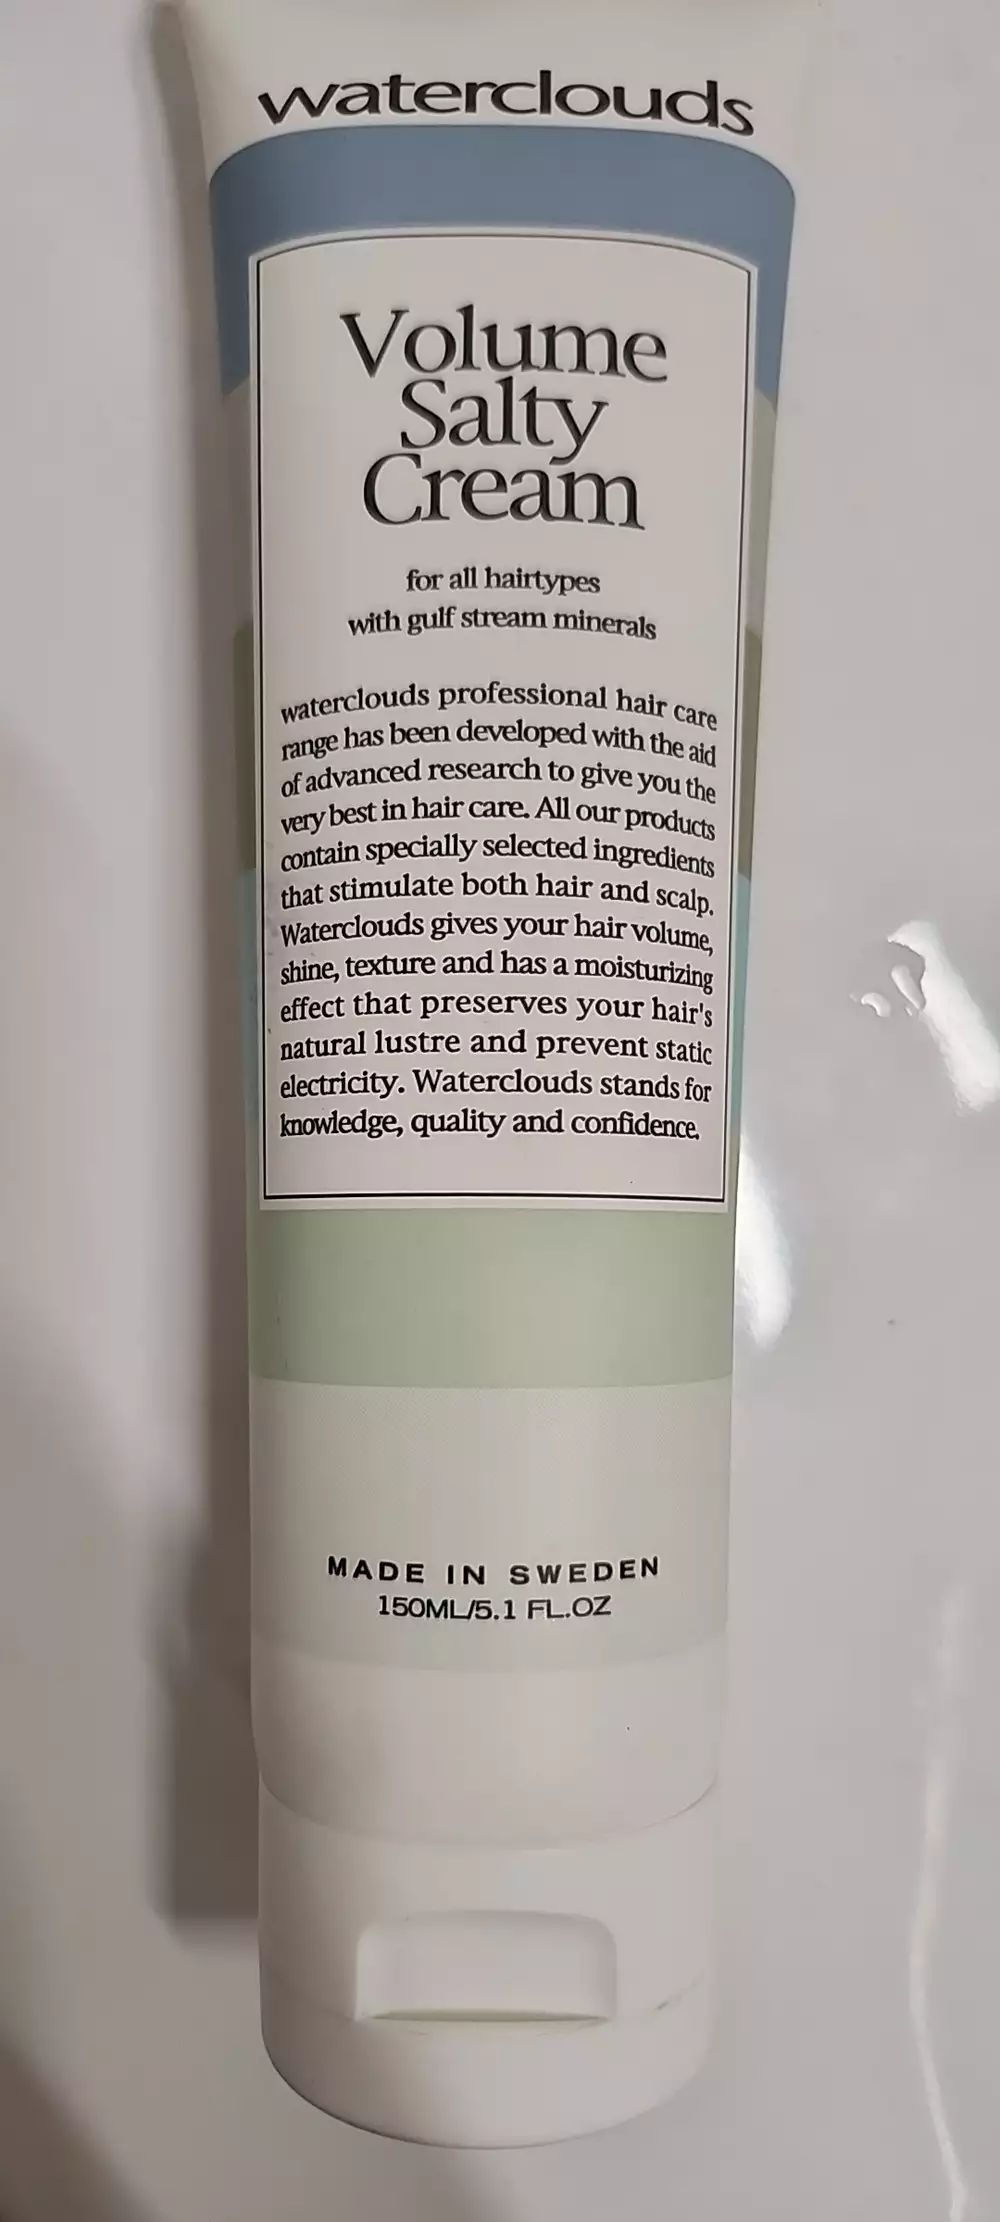 waterclouds
Volume
Salty
Cream
for all hairtypes
with gulf stream minerals
waterclouds professional hair care
range has been developed with the aid
of advanced research to give you the
very best in hair care. All our products
contain specially selected ingredients
that stimulate both hair and scalp.
Waterclouds gives your hair volume,
shine, texture and has a moisturizing
effect that preserves your hair's
natural lustre and prevent static
electricity. Waterclouds stands for
knowledge, quality and confidence.
MADE IN SWEDEN
150ML/5.1 FL.OZ